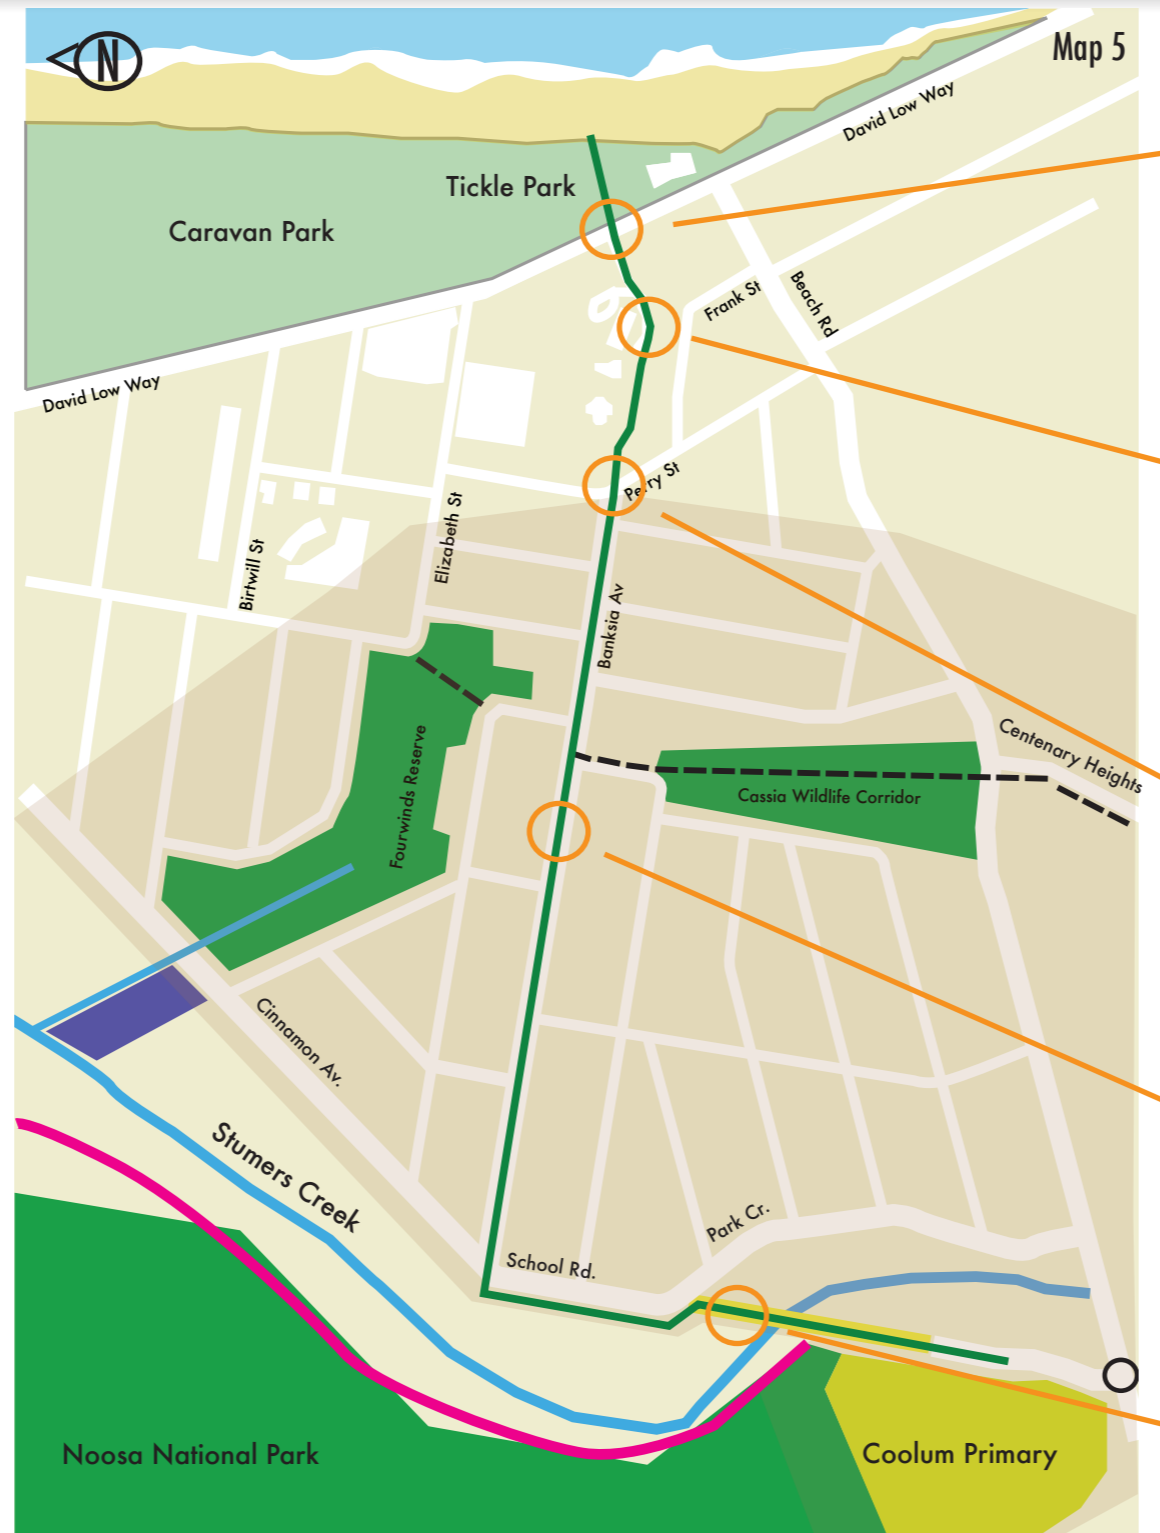 N
Map 5
David Low Way
Tickle Park
Caravan Park
Frank St
Beach Rd
David Low Way
Perry St
Elizabeth St
Birtwill St
Banksia Av
Centenary Heights
Fourwinds Reserve
Cassia Wildlife Corridor
Cinnamon Av.
Stumers Creek
Park Cr.
School Rd.
Noosa National Park
Coolum Primary